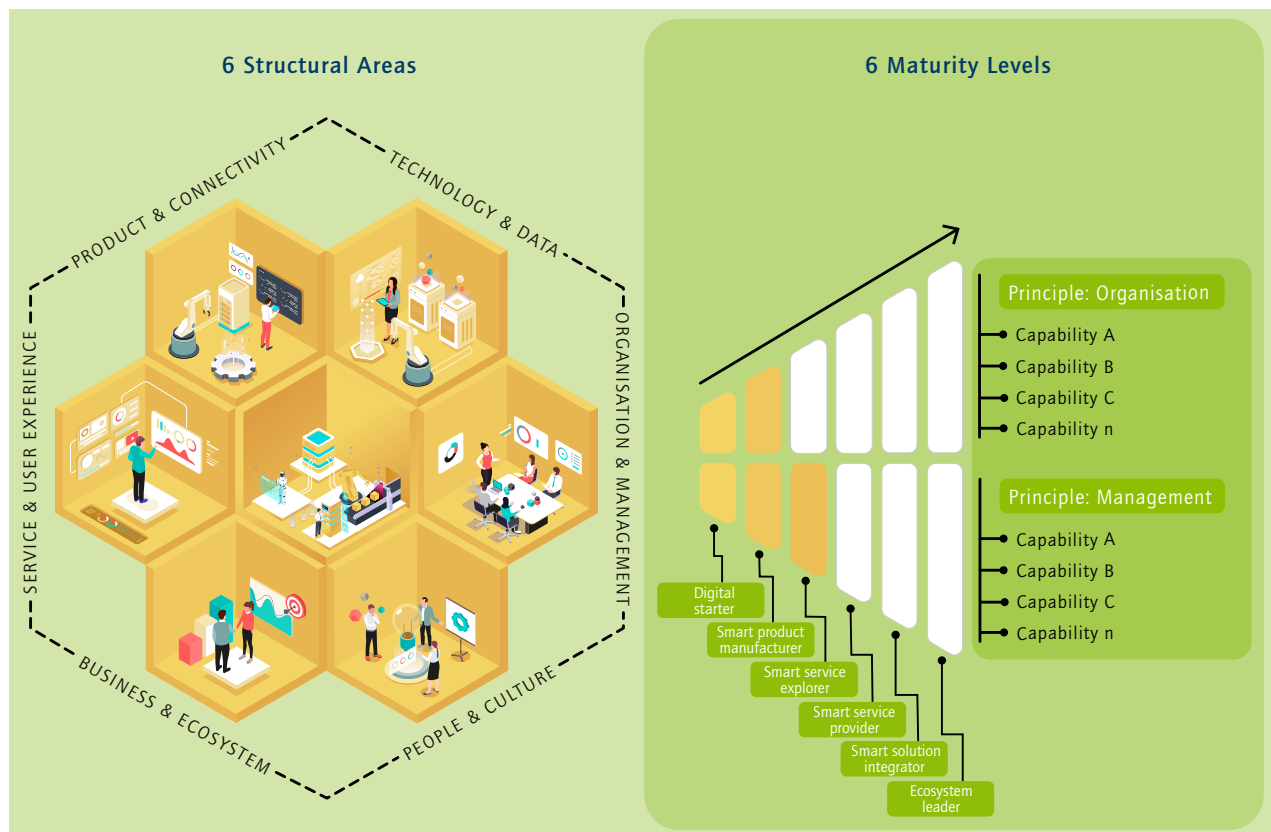 6 Structural Areas
PRODUCT & CONNECTIVITY
TECHNOLOGY & DATA
ORGANISATION & MANAGEMENT
PEOPLE & CULTURE
BUSINESS & ECOSYSTEM
SERVICE & USER EXPERIENCE
6 Maturity Levels
Principle: Organisation
Capability A
Capability B
Capability C
Capability n
Principle: Management
Capability A
Capability B
Capability C
Capability n
Digital
starter
Smart product
manufacturer
Smart service
explorer
Smart service
provider
Smart solution
integrator
Ecosystem
leader